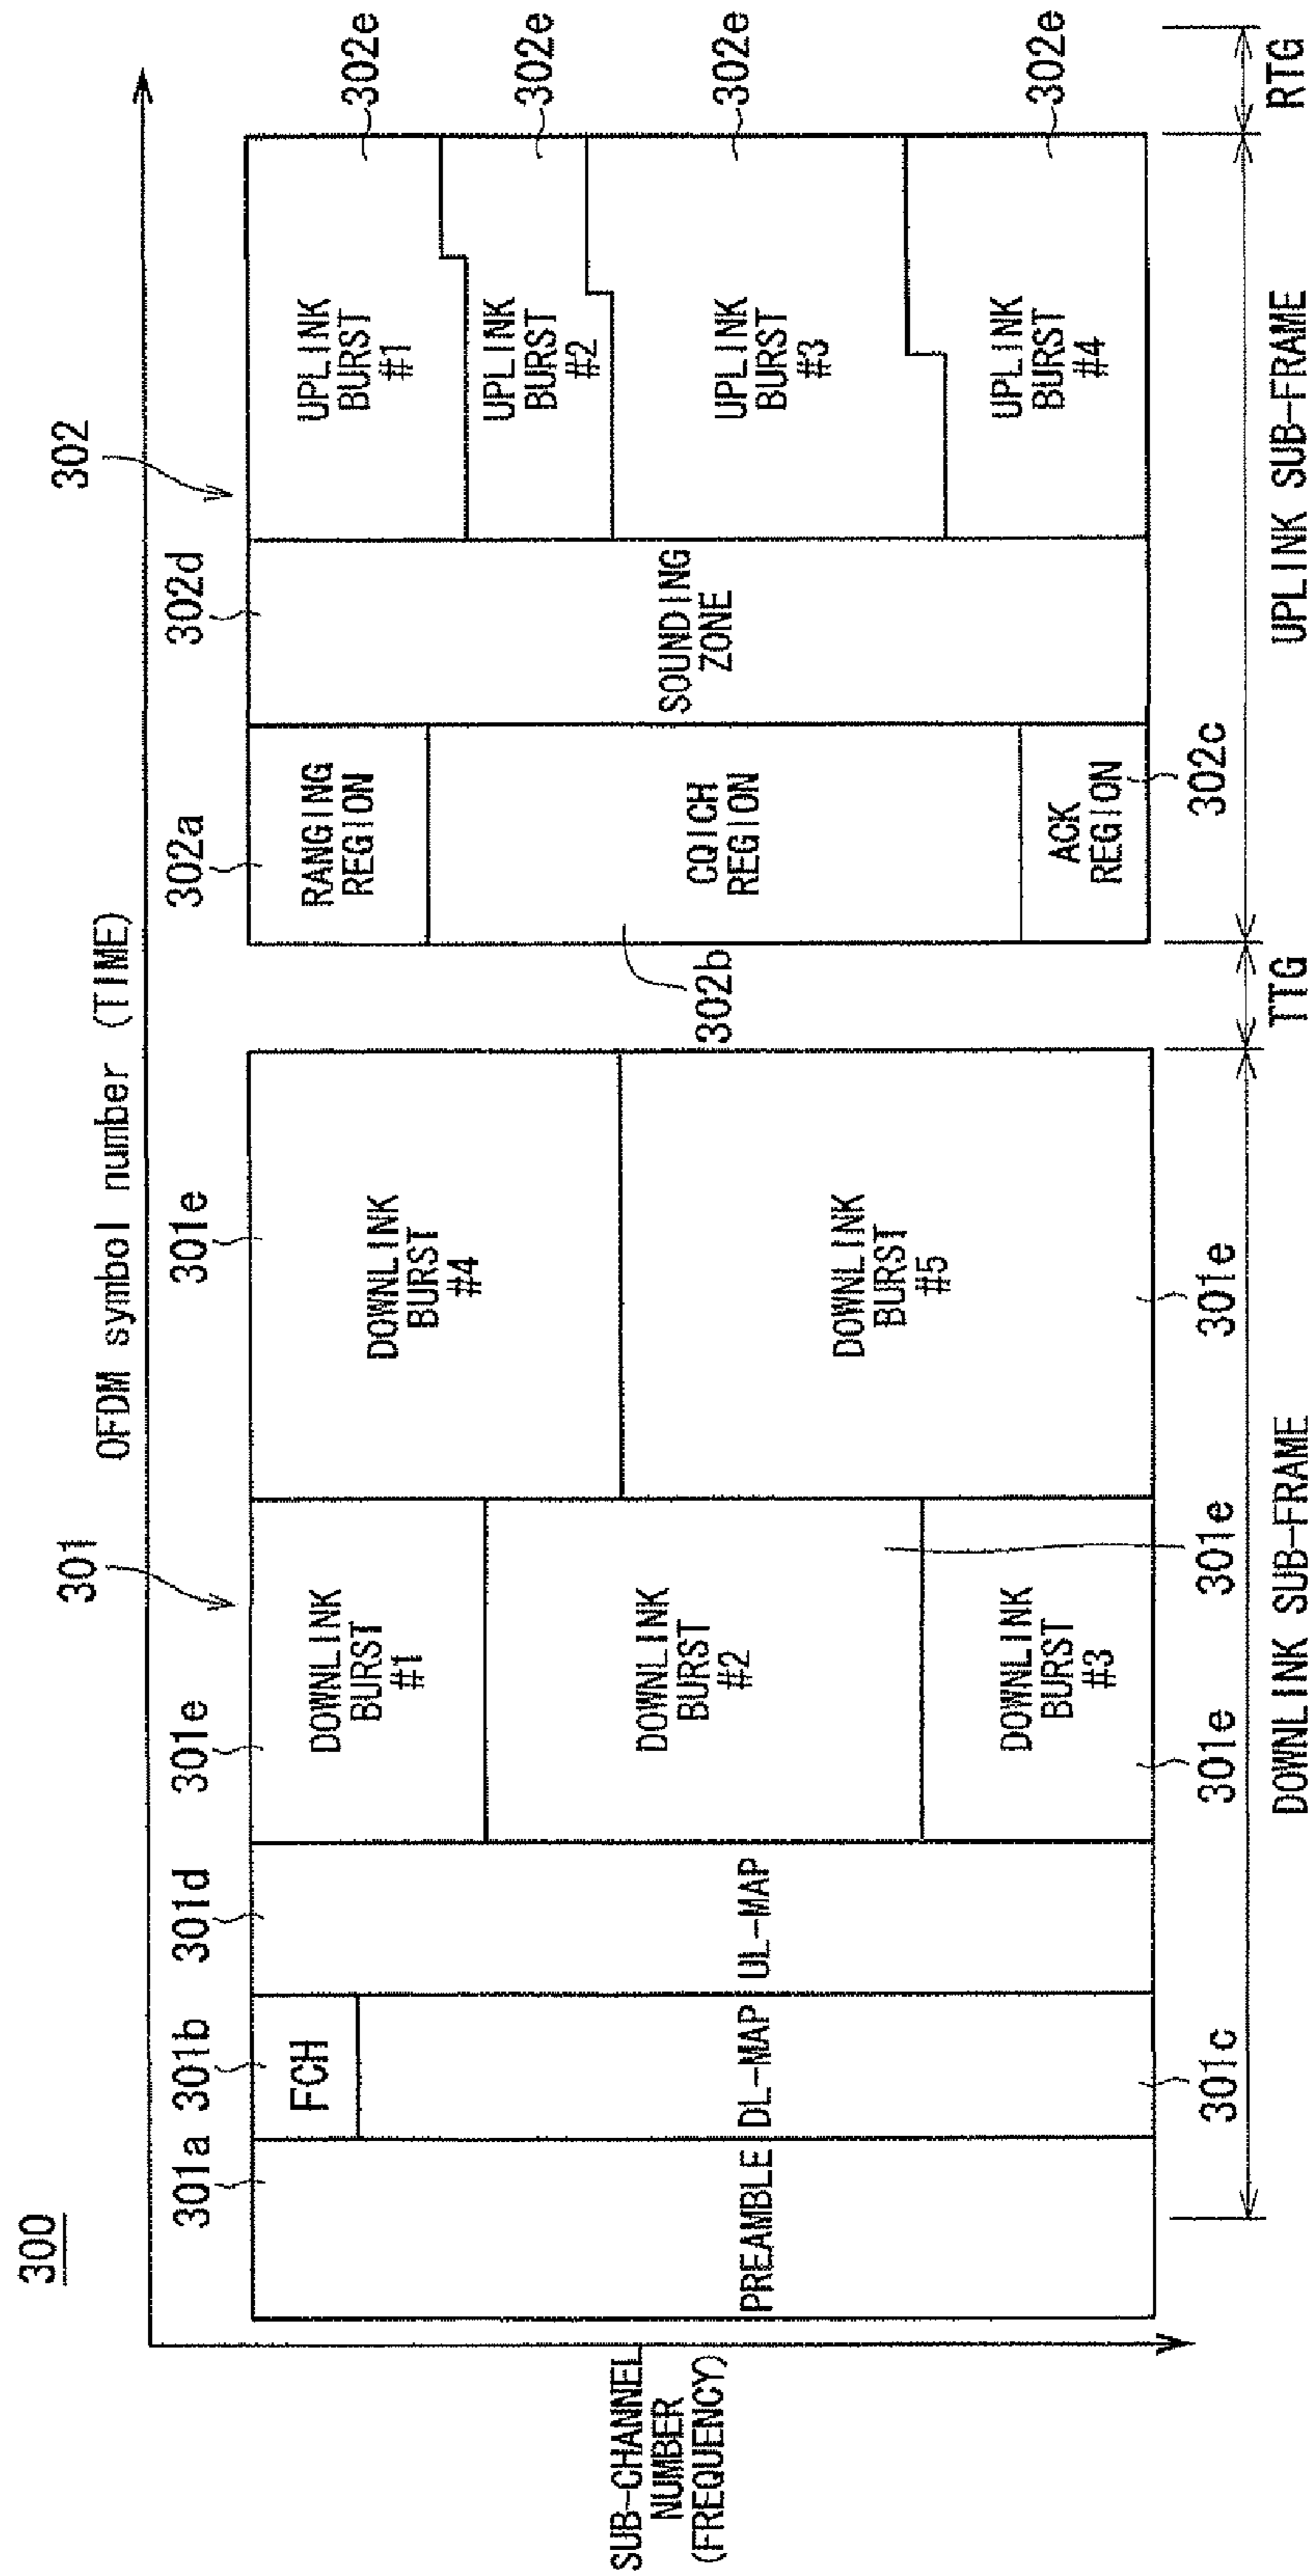 300
OFDM symbol number (TIME)
SUB-CHANNEL
NUMBER
(FREQUENCY)
301
302
301a
301b
301d
301e
301e
302a
302d
PREAMBLE
FCH
DL-MAP
UL-MAP
DOWNLINK
BURST
#1
DOWNLINK
BURST
#2
DOWNLINK
BURST
#3
DOWNLINK
BURST
#4
DOWNLINK
BURST
#5
302b
RANGING
REGION
CQICH
REGION
ACK
REGION
SOUNDING
ZONE
UPLINK
BURST
#1
UPLINK
BURST
#2
UPLINK
BURST
#3
UPLINK
BURST
#4
302e
302e
302e
302e
301c
301e
301e
301e
302c
DOWNLINK SUB-FRAME
TTG
UPLINK SUB-FRAME
RTG